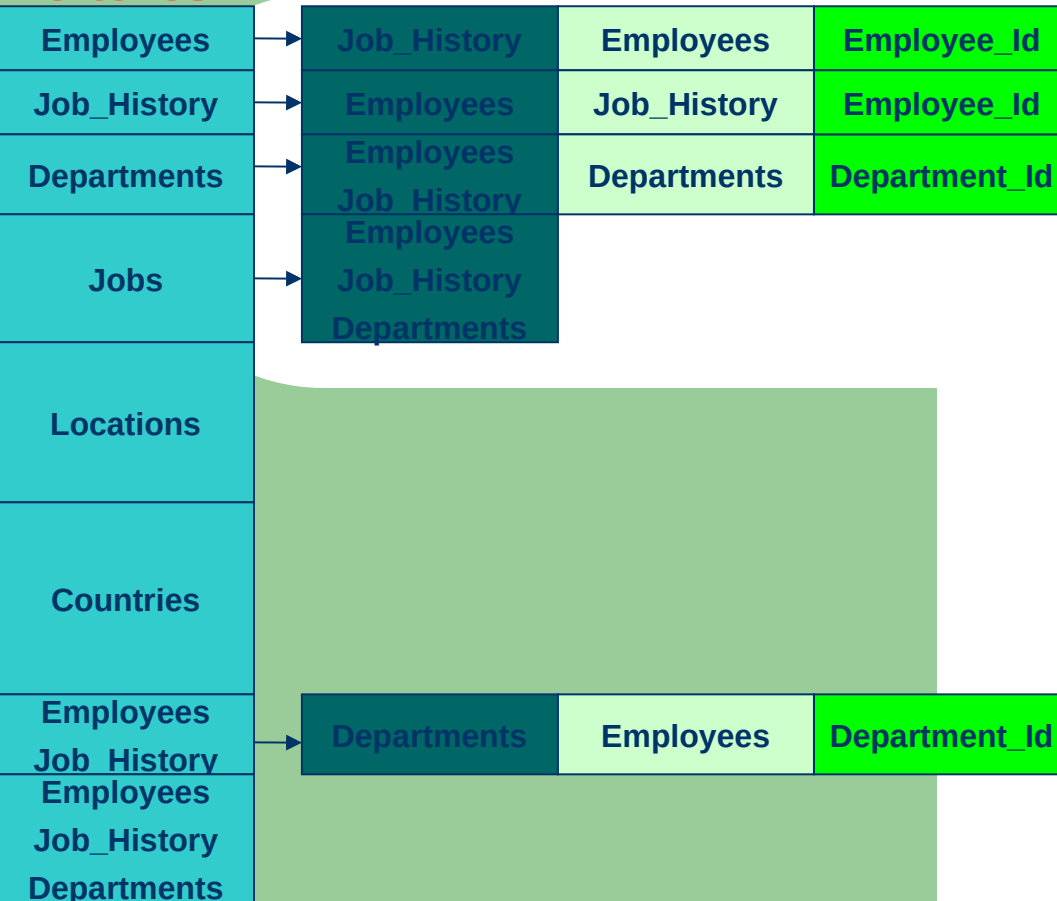 Employees Job_History Employees Employee_Id
Job_History Employees Job_History Employee_Id
Departments Employees Departments Department_Id
Job_History
Jobs Employees
Job_History
Departments
Locations
Countries
Employees Departments Employees Department_Id
Job_History
Employees
Job_History
Departments